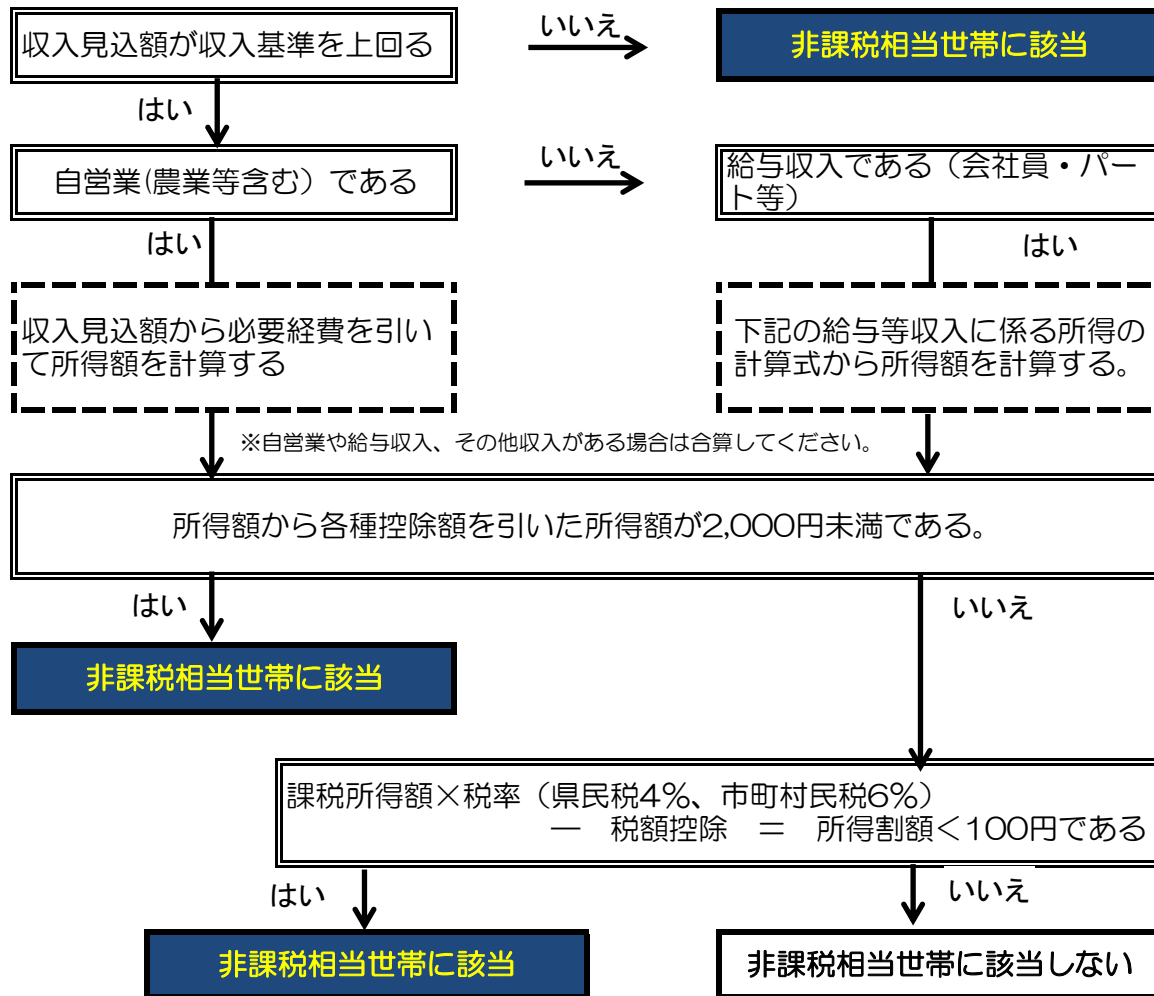 収入見込額が収入基準を上回る
いいえ
非課税相当世帯に該当
はい
自営業(農業等含む）である
いいえ
給与収入である（会社員・パー
ト等）
はい
はい
収入見込額から必要経費を引い
て所得額を計算する
下記の給与等収入に係る所得の
計算式から所得額を計算する。
※自営業や給与収入、その他収入がある場合は合算してください。
所得額から各種控除額を引いた所得額が2,000円未満である。
はい
いいえ
非課税相当世帯に該当
課税所得額×税率（県民税4%、市町村民税6%）
－　税額控除　＝　所得割額＜100円である
はい
いいえ
非課税相当世帯に該当
非課税相当世帯に該当しない